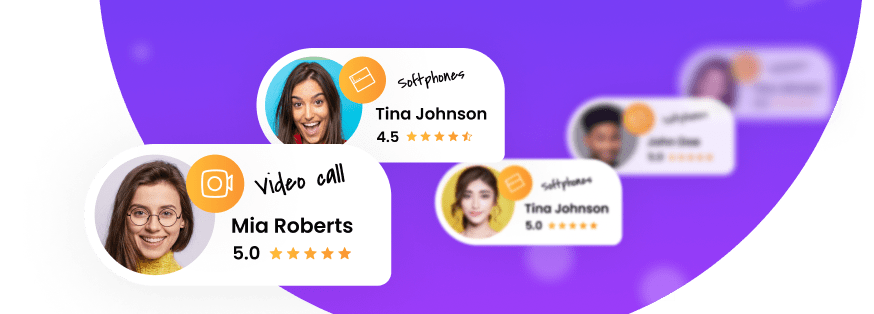 Softphones
Tina Johnson
4.5
Video call
Mia Roberts
5.0
Softphones
Tina Johnson
5.0
John Doe
5.0